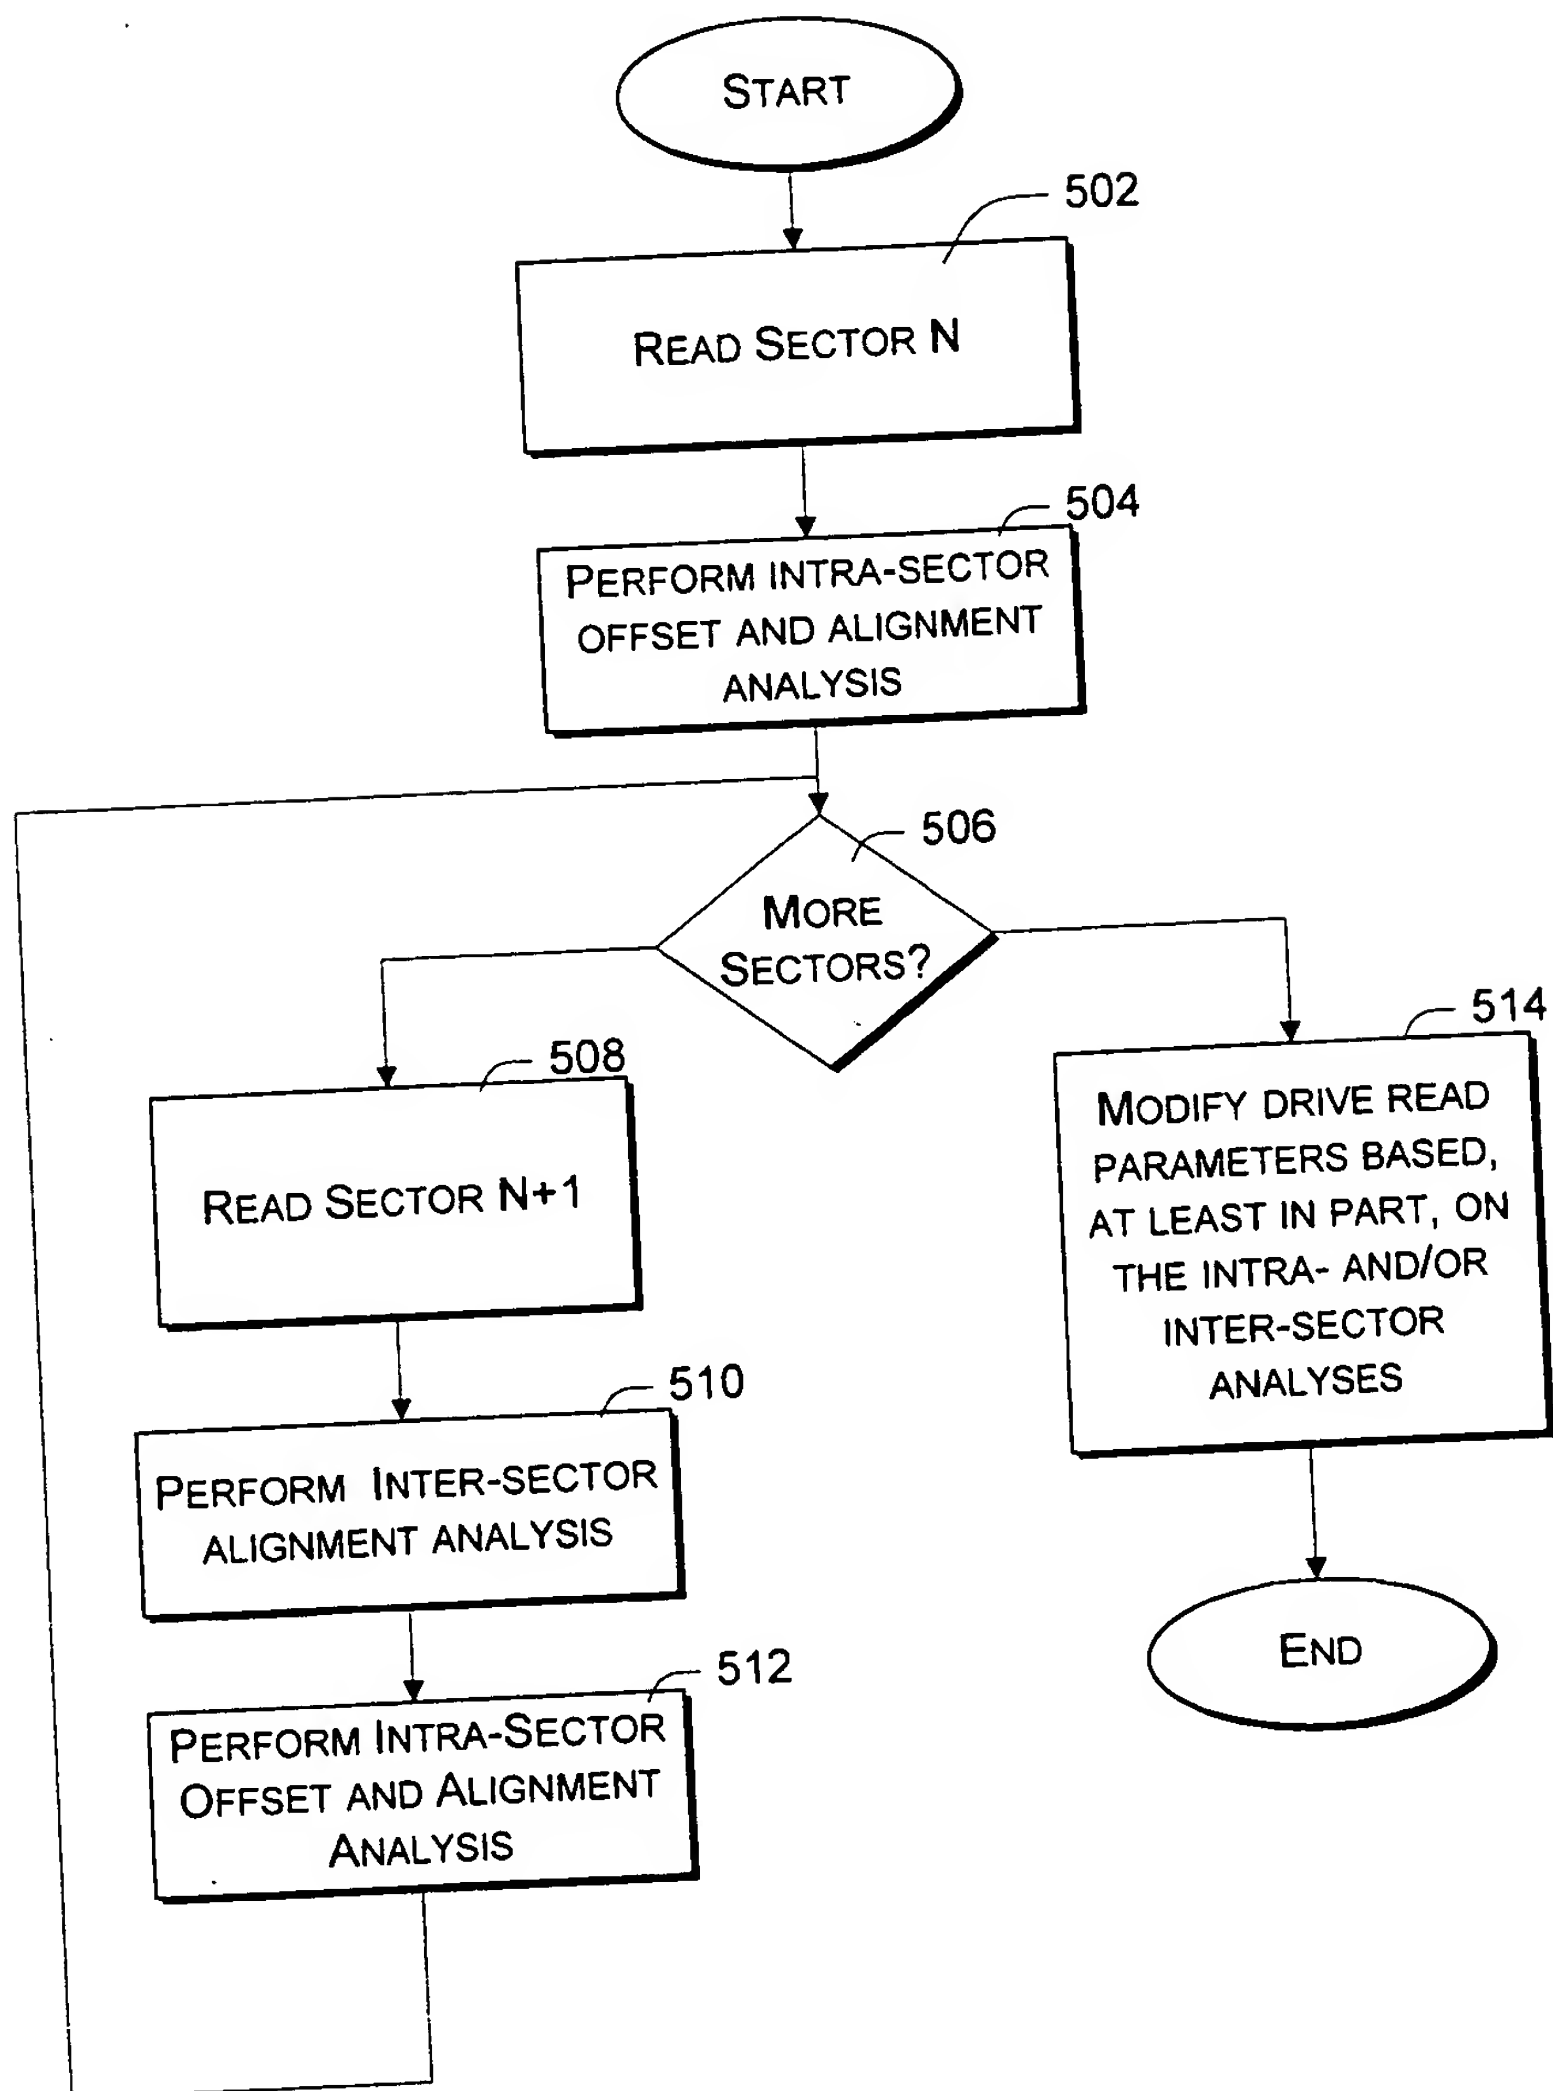 START
502
READ SECTOR N
504
PERFORM INTRA-SECTOR
OFFSET AND ALIGNMENT
ANALYSIS
506
MORE
SECTORS?
508
READ SECTOR N+1
510
PERFORM INTER-SECTOR
ALIGNMENT ANALYSIS
512
PERFORM INTRA-SECTOR
OFFSET AND ALIGNMENT
ANALYSIS
514
MODIFY DRIVE READ
PARAMETERS BASED,
AT LEAST IN PART, ON
THE INTRA- AND/OR
INTER-SECTOR
ANALYSES
END